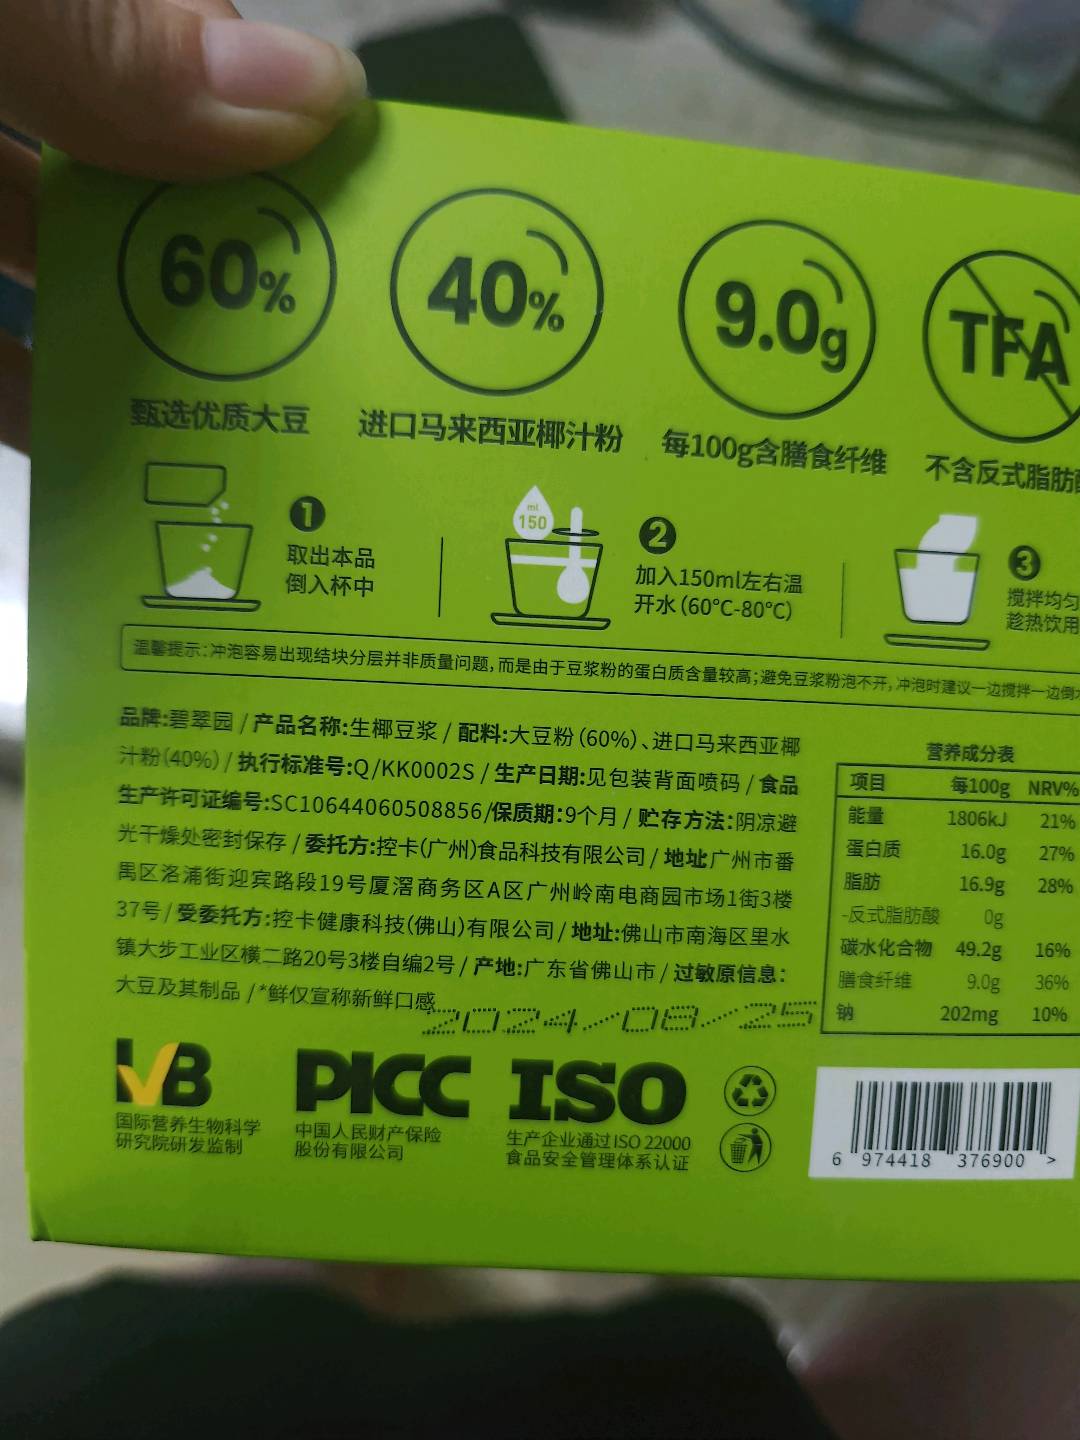 60%
40%
9.0g
TFA
甄选优质大豆
进口马来西亚椰汁粉
每100g含膳食纤维
不含反式脂肪
1
取出本品
倒入杯中
ml
150
2
加入150ml左右温
开水(60°C-80°C)
3
搅拌均匀
趁热饮用
温馨提示:冲泡容易出现结块分层并非质量问题,而是由于豆浆粉的蛋白质含量较高;避免豆浆粉泡不开,冲泡时建议一边搅拌一边倒
品牌:碧翠园 / 产品名称:生椰豆浆 / 配料:大豆粉(60%)、进口马来西亚椰
汁粉(40%) / 执行标准号:Q/KK0002S / 生产日期:见包装背面喷码 / 食品
生产许可证编号:SC10644060508856/保质期:9个月 / 贮存方法:阴凉避
光干燥处密封保存 / 委托方:控卡(广州)食品科技有限公司 / 地址广州市番
禺区洛浦街迎宾路段19号厦滘商务区A区广州岭南电商园市场1街3楼
37号 / 受委托方:控卡健康科技(佛山)有限公司 / 地址:佛山市南海区里水
镇大步工业区横二路20号3楼自编2号 / 产地:广东省佛山市 / 过敏原信息:
大豆及其制品 / *鲜仅宣称新鲜口感
2024/08/25
营养成分表
项目 每100g NRV%
能量 1806kJ 21%
蛋白质 16.0g 27%
脂肪 16.9g 28%
-反式脂肪酸 0g
碳水化合物 49.2g 16%
膳食纤维 9.0g 36%
钠 202mg 10%
国际营养生物科学
研究院研发监制
PICC
中国人民财产保险
股份有限公司
ISO
生产企业通过ISO 22000
食品安全管理体系认证
6 974418 376900 >